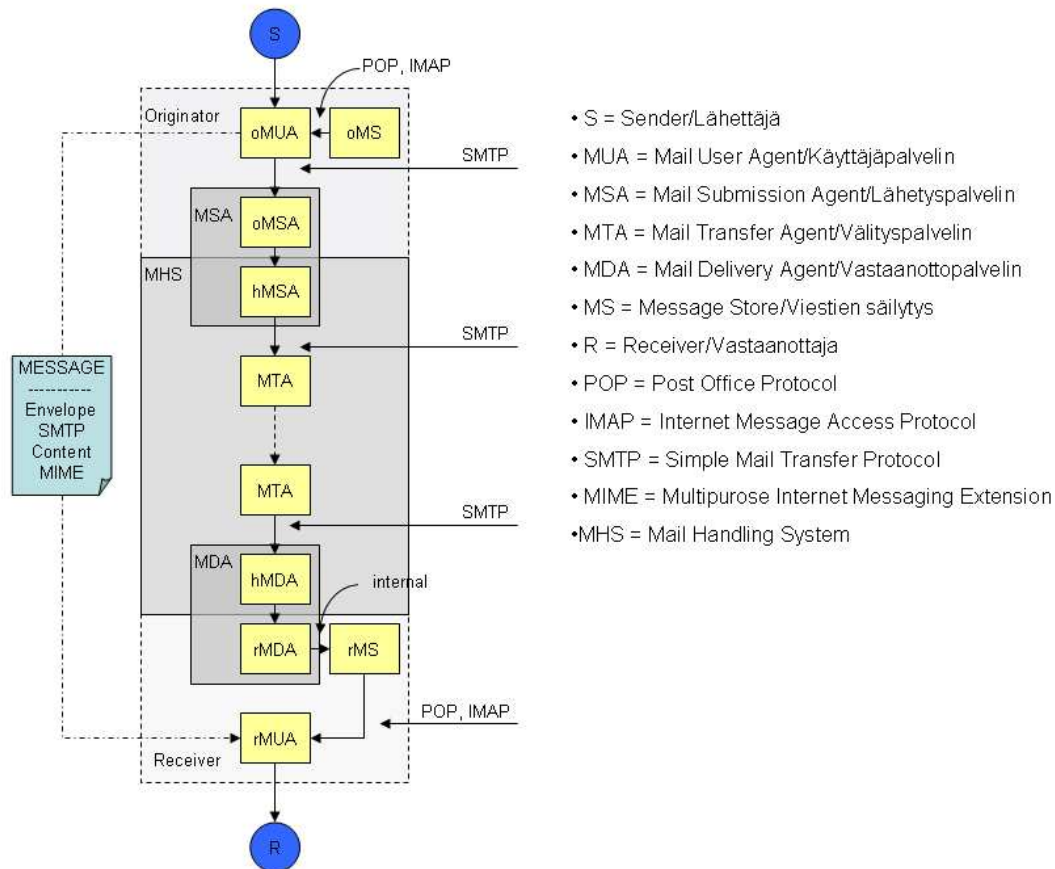 S
POP, IMAP
Originator
oMUA
oMS
SMTP
MSA
oMSA
MHS
hMSA
SMTP
MTA
MESSAGE
-----------
Envelope
SMTP
Content
MIME
MTA
SMTP
MDA
hMDA
internal
rMDA
rMS
POP, IMAP
rMUA
Receiver
R
• S = Sender/Lähettäjä
• MUA = Mail User Agent/Käyttäjäpalvelin
• MSA = Mail Submission Agent/Lähetyspalvelin
• MTA = Mail Transfer Agent/Välityspalvelin
• MDA = Mail Delivery Agent/Vastaanottopalvelin
• MS = Message Store/Viestien säilytys
• R = Receiver/Vastaanottaja
• POP = Post Office Protocol
• IMAP = Internet Message Access Protocol
• SMTP = Simple Mail Transfer Protocol
• MIME = Multipurose Internet Messaging Extension
•MHS = Mail Handling System